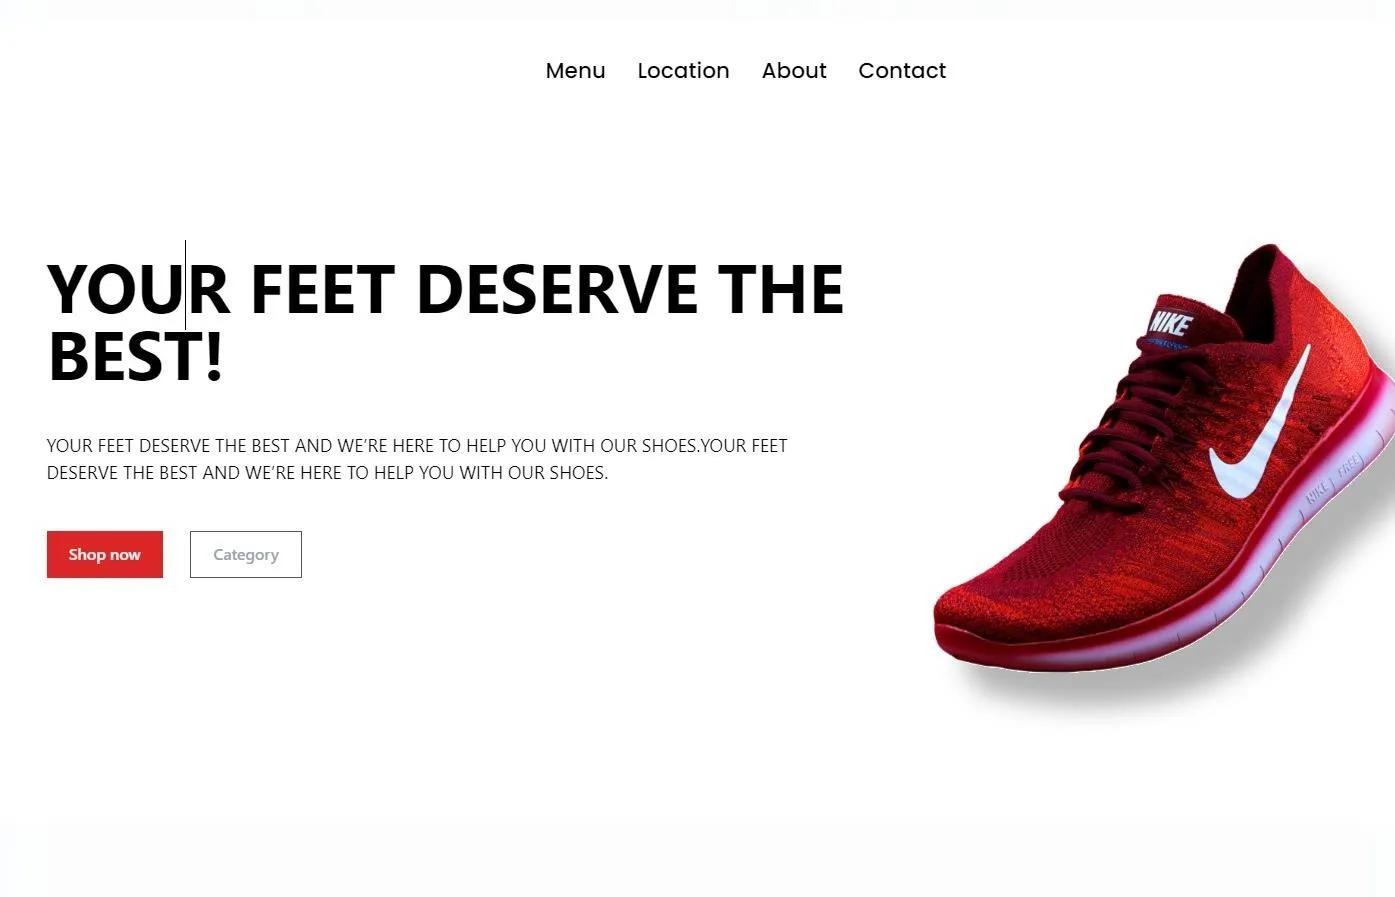 Menu Location About Contact
YOUR FEET DESERVE THE
BEST!
YOUR FEET DESERVE THE BEST AND WE’RE HERE TO HELP YOU WITH OUR SHOES.YOUR FEET
DESERVE THE BEST AND WE’RE HERE TO HELP YOU WITH OUR SHOES.
Shop now Category
NIKE
NIKE FREE